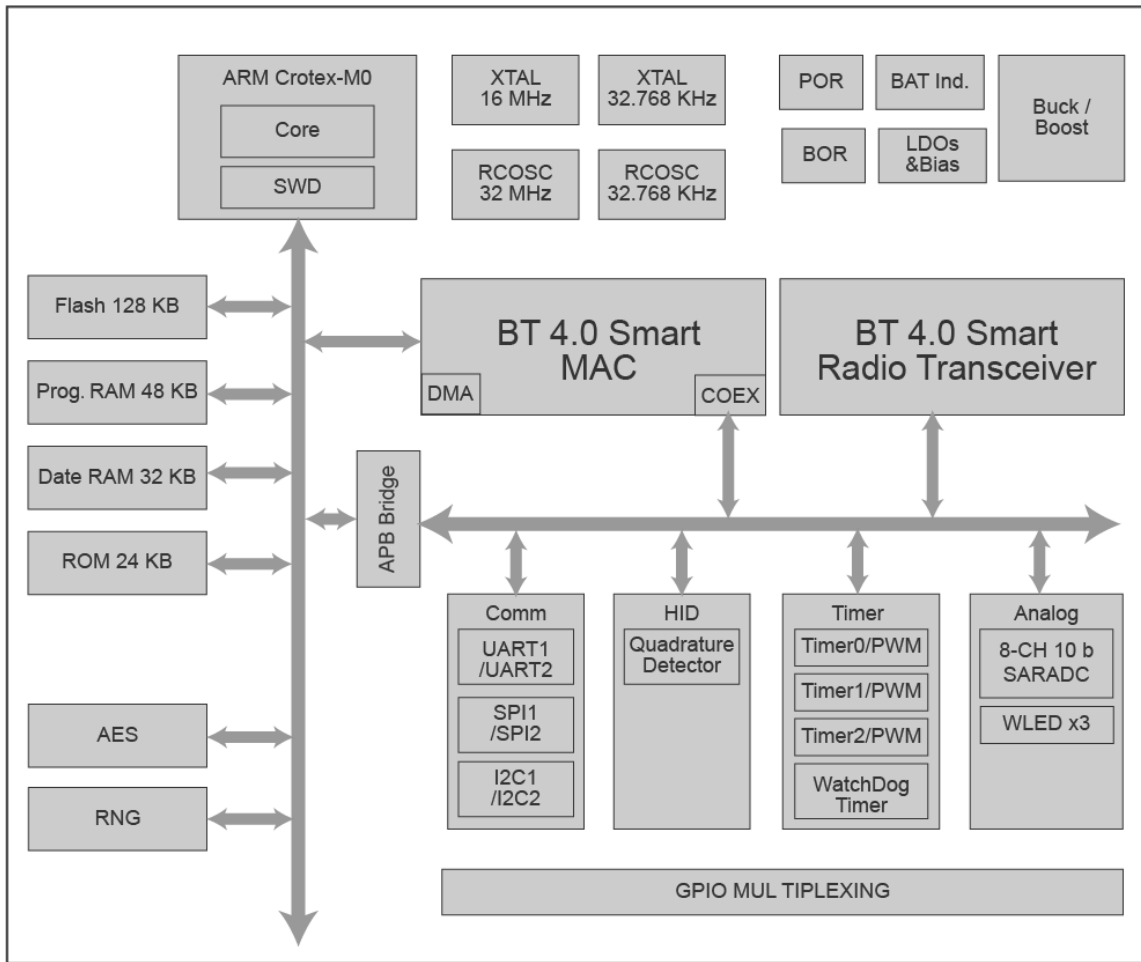 ARM Crotex-M0
Core
SWD
XTAL
16 MHz
XTAL
32.768 KHz
RCOSC
32 MHz
RCOSC
32.768 KHz
POR
BAT Ind.
BOR
LDOs
&Bias
Buck /
Boost
Flash 128 KB
Prog. RAM 48 KB
Date RAM 32 KB
ROM 24 KB
AES
RNG
BT 4.0 Smart
MAC
DMA
COEX
BT 4.0 Smart
Radio Transceiver
APB Bridge
Comm
UART1
/UART2
SPI1
/SPI2
I2C1
/I2C2
HID
Quadrature
Detector
Timer
Timer0/PWM
Timer1/PWM
Timer2/PWM
WatchDog
Timer
Analog
8-CH 10 b
SARADC
WLED x3
GPIO MUL TIPLEXING